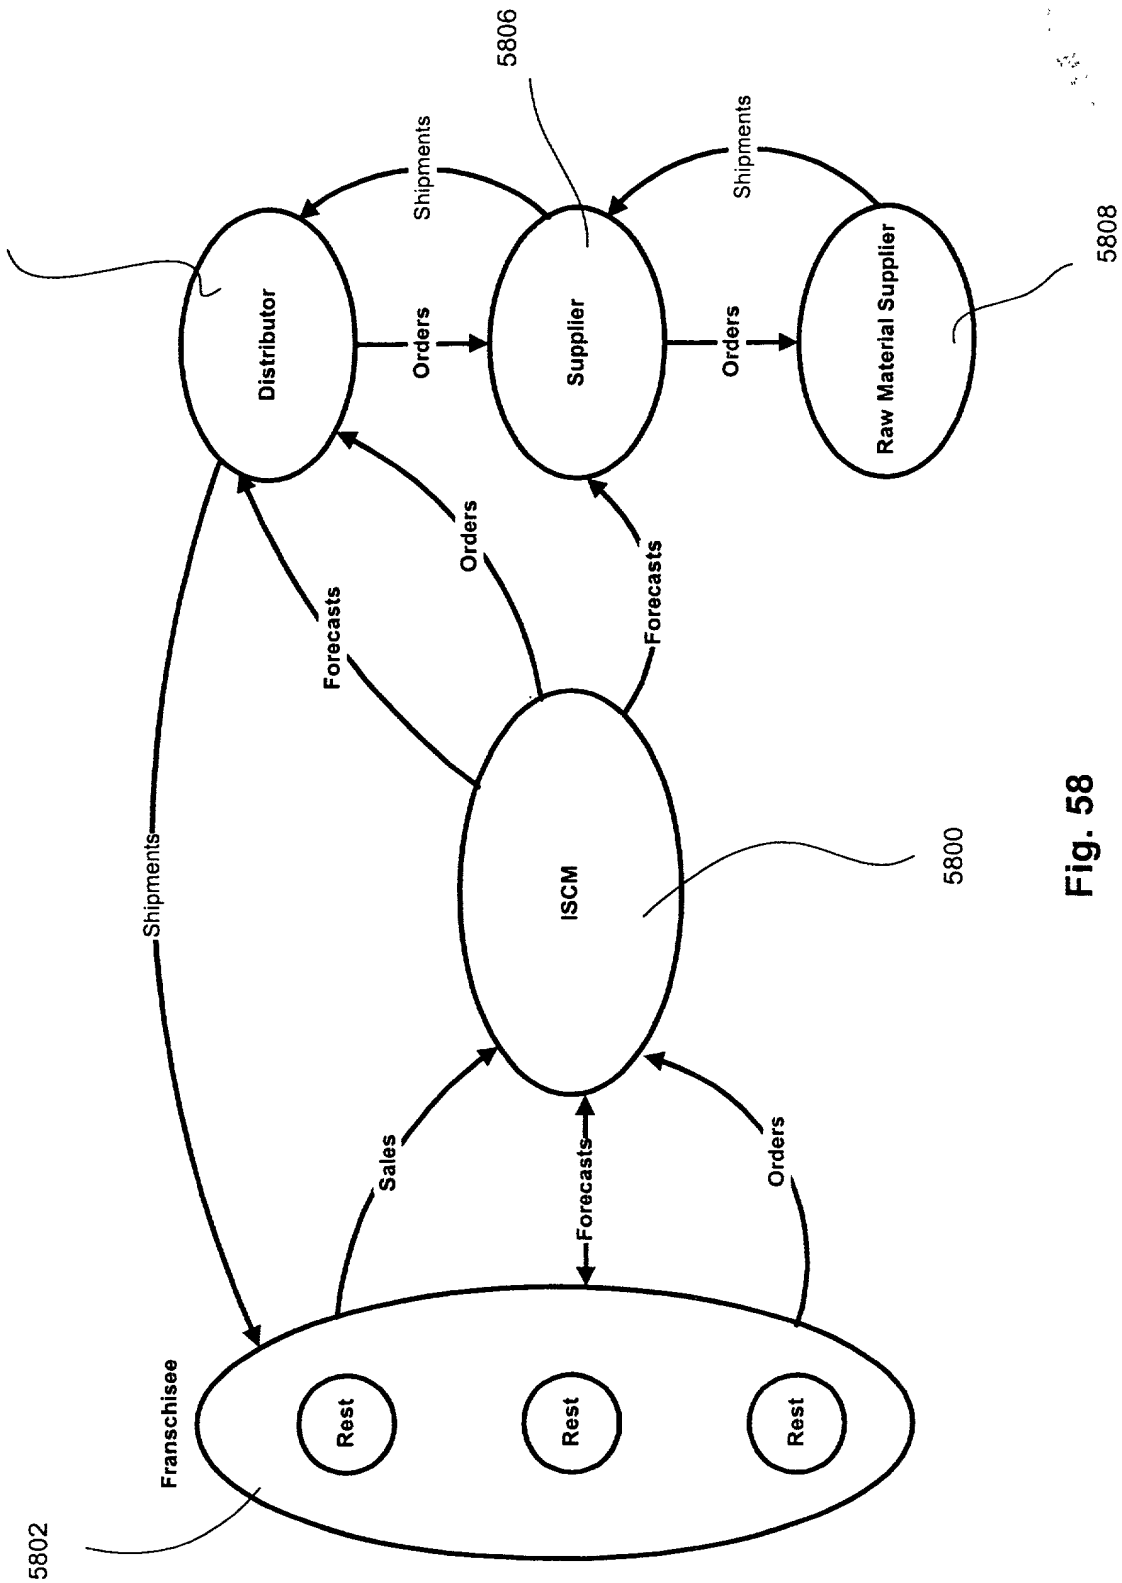 5802
Franschisee
Rest
Rest
Rest
Shipments
Sales
Forecasts
Orders
ISCM
5800
Forecasts
Orders
Forecasts
Distributor
Orders
Shipments
Supplier
5806
Orders
Shipments
Raw Material Supplier
5808
Fig. 58